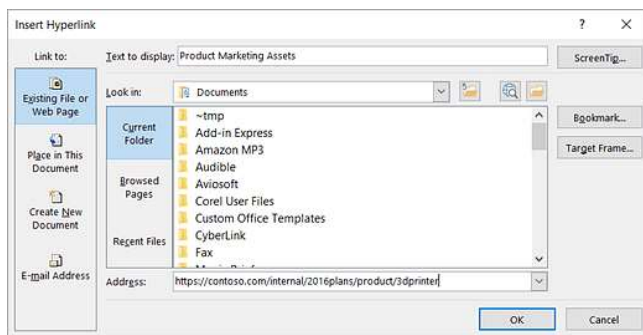 Insert Hyperlink
? ×
Link to:
Text to display: Product Marketing Assets
ScreenTip...
Existing File or
Web Page
Look in: Documents
Place in This
Document
Create New
Document
E-mail Address
Current
Folder
Browsed
Pages
Recent Files
~tmp
Add-in Express
Amazon MP3
Audible
Aviosoft
Corel User Files
Custom Office Templates
CyberLink
Fax
Bookmark...
Target Frame...
Address: https://contoso.com/internal/2016plans/product/3dprinter
OK
Cancel